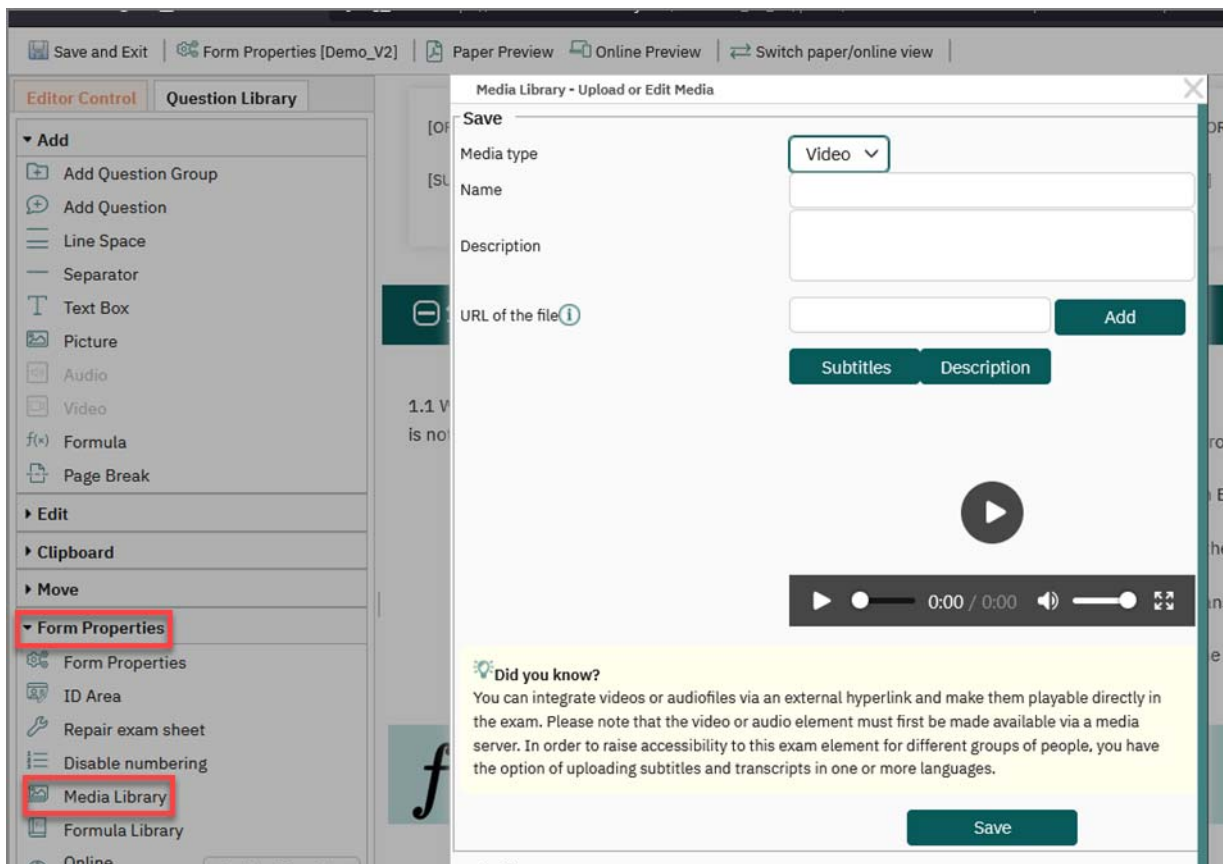 Save and Exit Form Properties [Demo_V2] Paper Preview Online Preview Switch paper/online view
Editor Control Question Library
Add
Add Question Group
Add Question
Line Space
Separator
Text Box
Picture
Audio
Video
f(x) Formula
Page Break
Edit
Clipboard
Move
Form Properties
Form Properties
ID Area
Repair exam sheet
Disable numbering
Media Library
Formula Library
Online
1.1
is not
Media Library - Upload or Edit Media
Save
Media type Video
Name
Description
URL of the file Add
Subtitles Description
0:00 / 0:00
Did you know?
You can integrate videos or audiofiles via an external hyperlink and make them playable directly in
the exam. Please note that the video or audio element must first be made available via a media
server. In order to raise accessibility to this exam element for different groups of people, you have
the option of uploading subtitles and transcripts in one or more languages.
Save